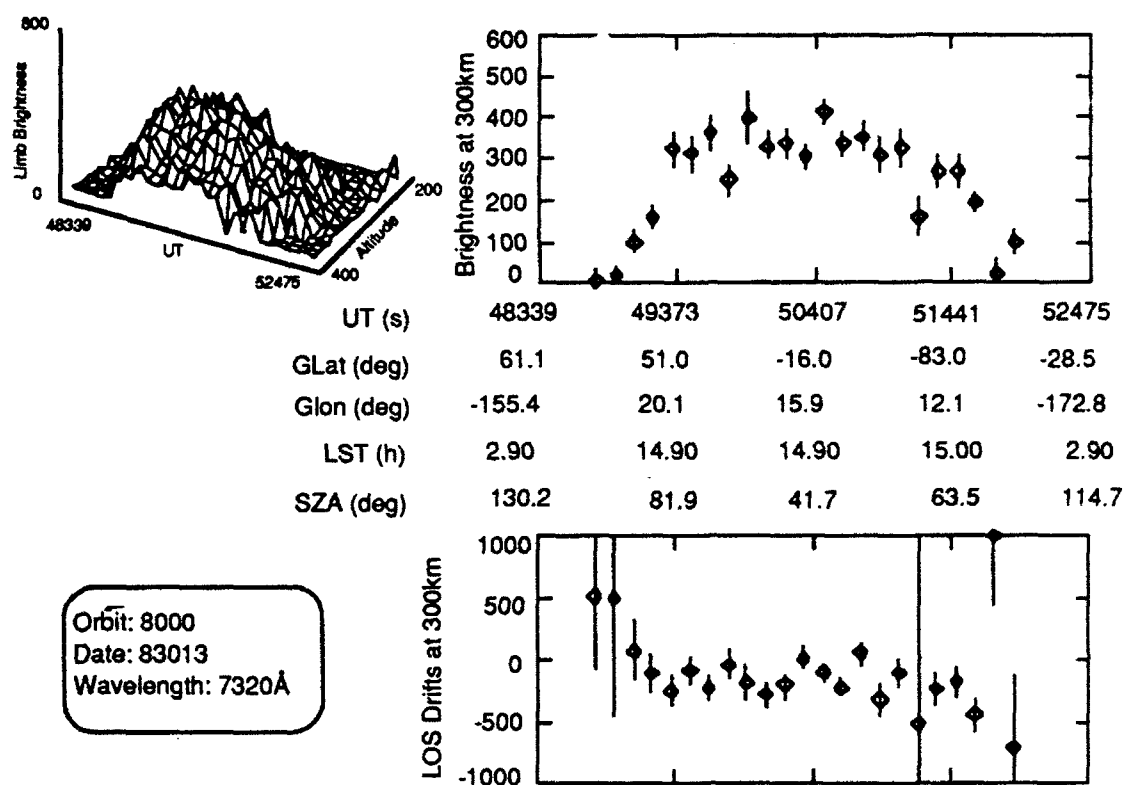 800
Limb Brightness
0
48339
UT
52475
400
Altitude
200
600
500
400
300
200
100
0
Brightness at 300km
UT (s) 48339 49373 50407 51441 52475
GLat (deg) 61.1 51.0 -16.0 -83.0 -28.5
Glon (deg) -155.4 20.1 15.9 12.1 -172.8
LST (h) 2.90 14.90 14.90 15.00 2.90
SZA (deg) 130.2 81.9 41.7 63.5 114.7
1000
500
0
-500
-1000
LOS Drifts at 300km
Orbit: 8000
Date: 83013
Wavelength: 7320Å